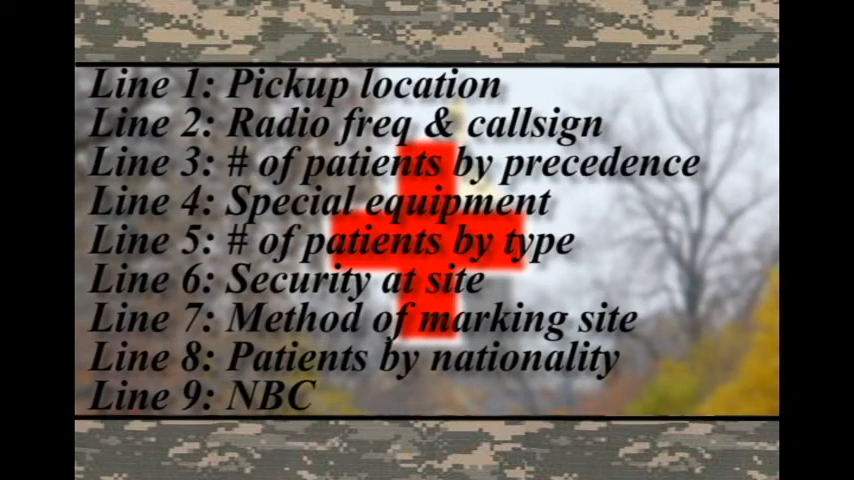 Line 1: Pickup location
Line 2: Radio freq & callsign
Line 3: # of patients by precedence
Line 4: Special equipment
Line 5: # of patients by type
Line 6: Security at site
Line 7: Method of marking site
Line 8: Patients by nationality
Line 9: NBC